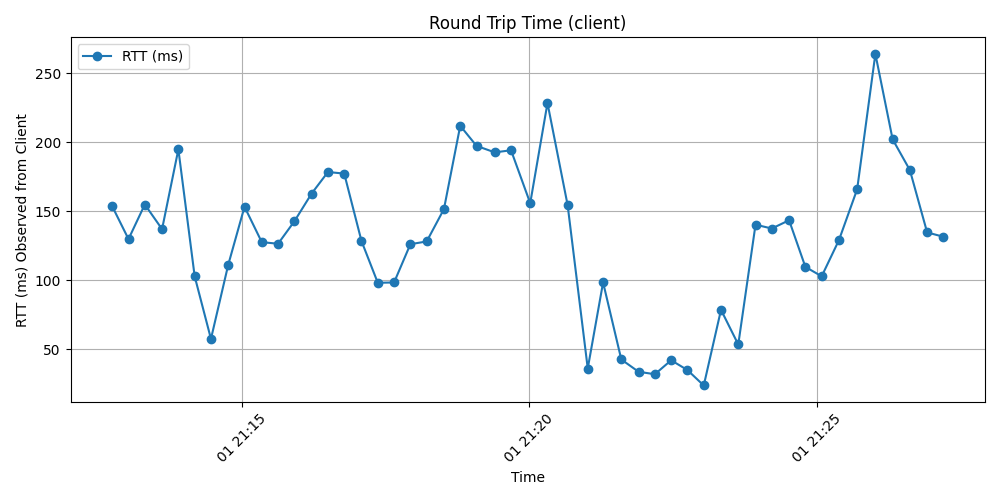 Round Trip Time (client)
RTT (ms)
250
200
150
100
50
RTT (ms) Observed from Client
01 21:15
01 21:20
01 21:25
Time